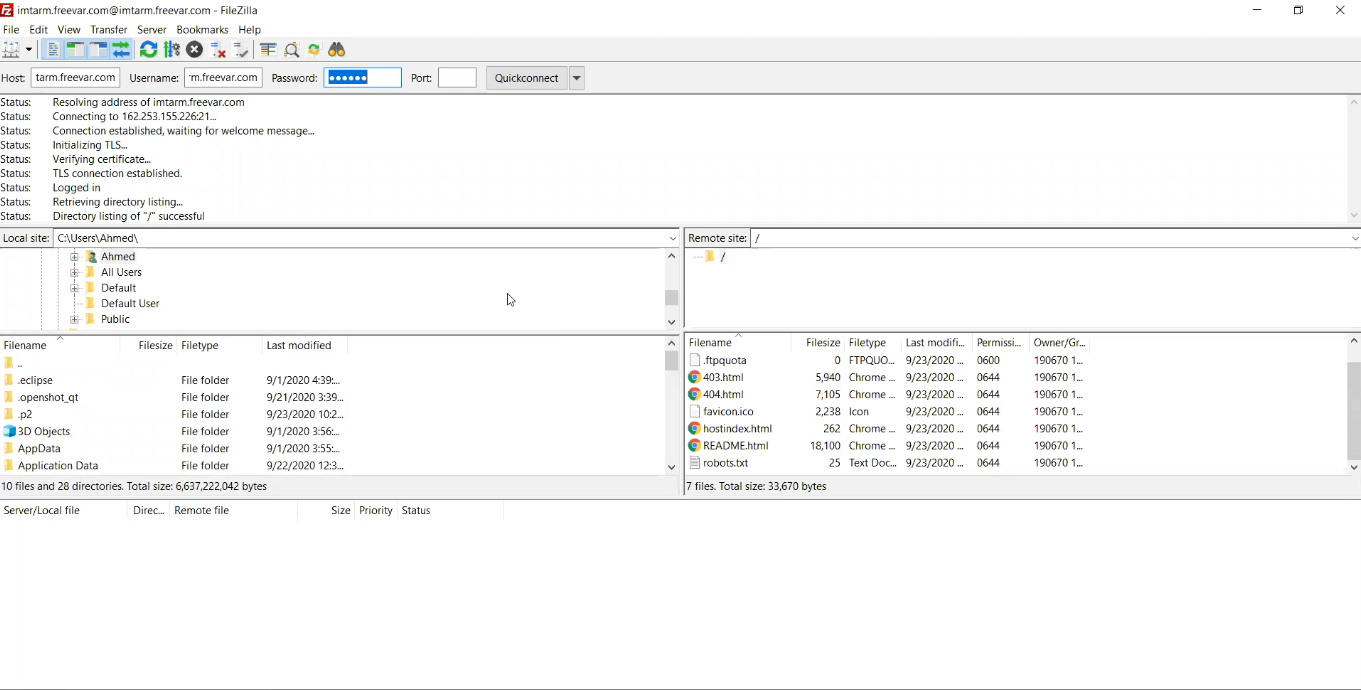 imtarm.freevar.com@imtarm.freevar.com - FileZilla
File Edit View Transfer Server Bookmarks Help
Host: tarm.freevar.com Username: 'm.freevar.com Password: ●●●●●● Port: Quickconnect
Status: Resolving address of imtarm.freevar.com
Status: Connecting to 162.253.155.226:21...
Status: Connection established, waiting for welcome message...
Status: Initializing TLS...
Status: Verifying certificate...
Status: TLS connection established.
Status: Logged in
Status: Retrieving directory listing...
Status: Directory listing of "/" successful
Local site: C:\Users\Ahmed\
Ahmed
All Users
Default
Default User
Public
Filename Filesize Filetype Last modified
..
.eclipse File folder 9/1/2020 4:39:...
.openshot_qt File folder 9/21/2020 3:39...
.p2 File folder 9/23/2020 10:2...
3D Objects File folder 9/1/2020 3:56:...
AppData File folder 9/1/2020 3:55:...
Application Data File folder 9/22/2020 12:3...
10 files and 28 directories. Total size: 6,637,222,042 bytes
Remote site: /
/
Filename Filesize Filetype Last modifi... Permissi... Owner/Gr...
.ftpquota 0 FTPQUO... 9/23/2020 ... 0600 190670 1...
403.html 5,940 Chrome ... 9/23/2020 ... 0644 190670 1...
404.html 7,105 Chrome ... 9/23/2020 ... 0644 190670 1...
favicon.ico 2,238 Icon 9/23/2020 ... 0644 190670 1...
hostindex.html 262 Chrome ... 9/23/2020 ... 0644 190670 1...
README.html 18,100 Chrome ... 9/23/2020 ... 0644 190670 1...
robots.txt 25 Text Doc... 9/23/2020 ... 0644 190670 1...
7 files. Total size: 33,670 bytes
Server/Local file Direc... Remote file Size Priority Status